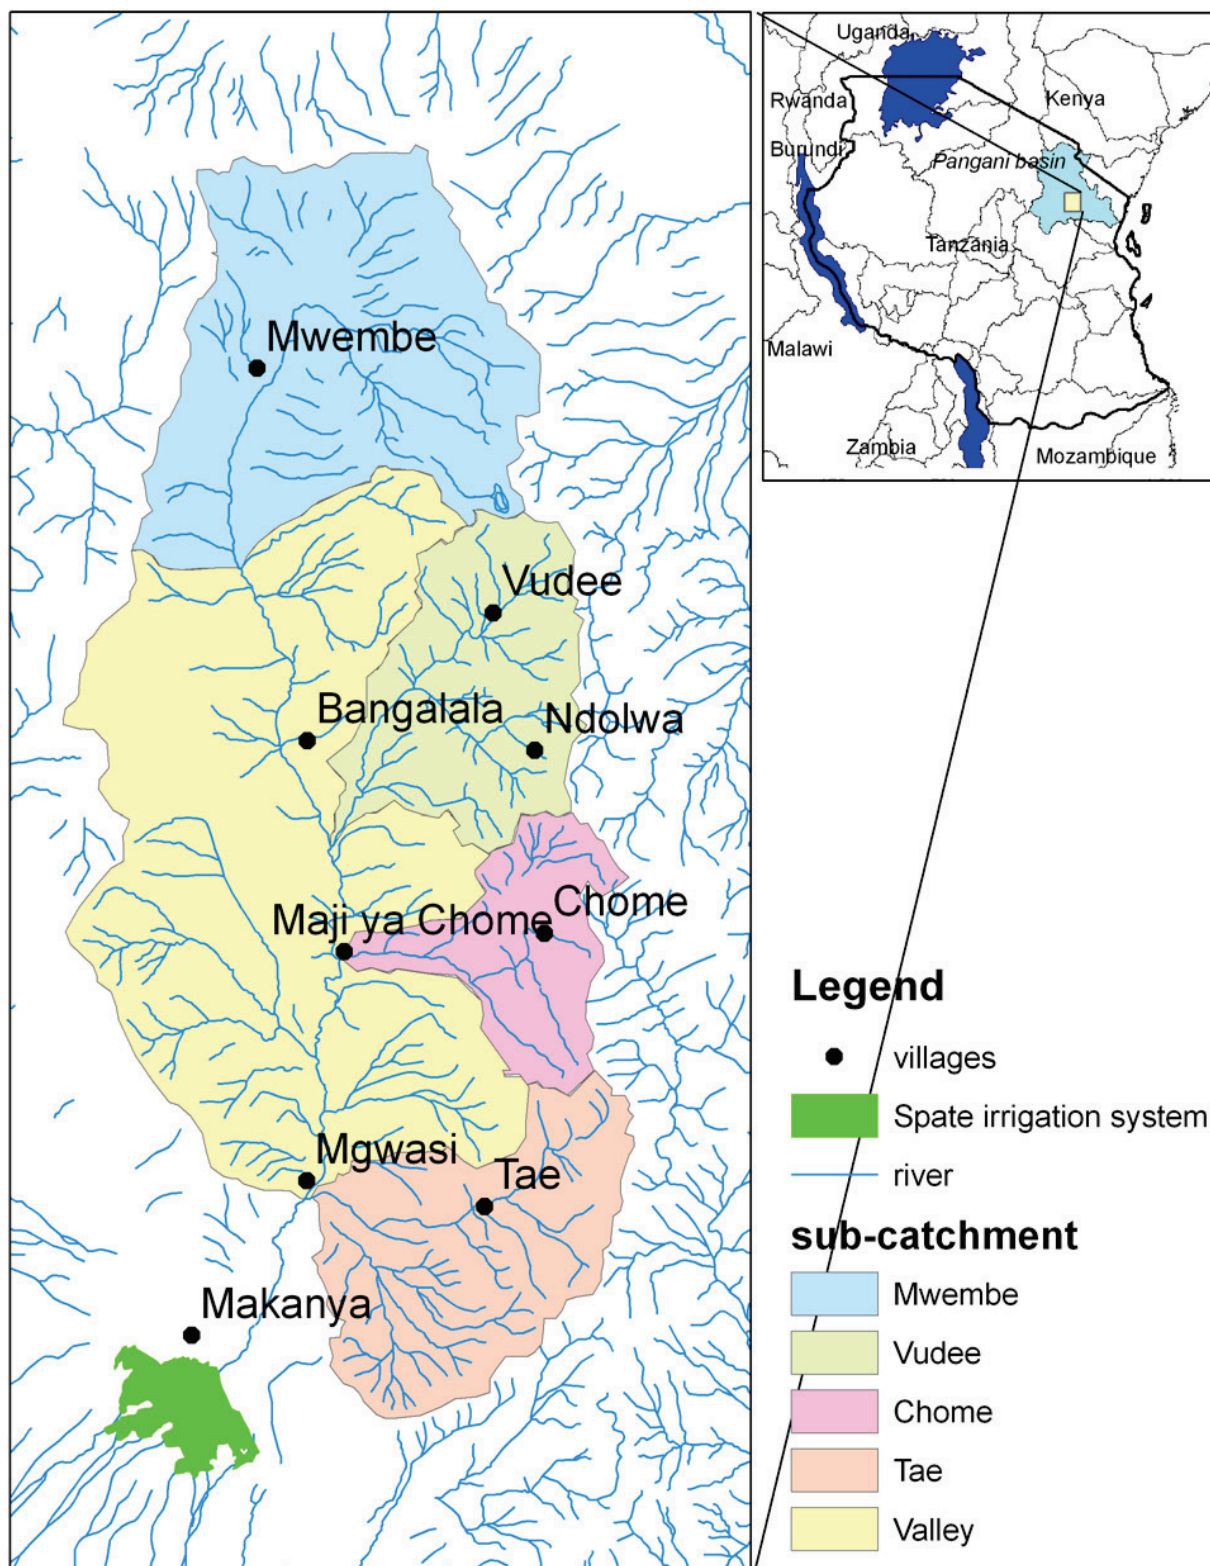 Mwembe
Vudee
Bangalala
Ndolwa
Chome
Maji ya Chome
Mgwasi
Tae
Makanya
Uganda
Rwanda
Kenya
Burundi
Pangani basin
Tanzania
Malawi
Zambia
Mozambique
Legend
villages
Spate irrigation system
river
sub-catchment
Mwembe
Vudee
Chome
Tae
Valley